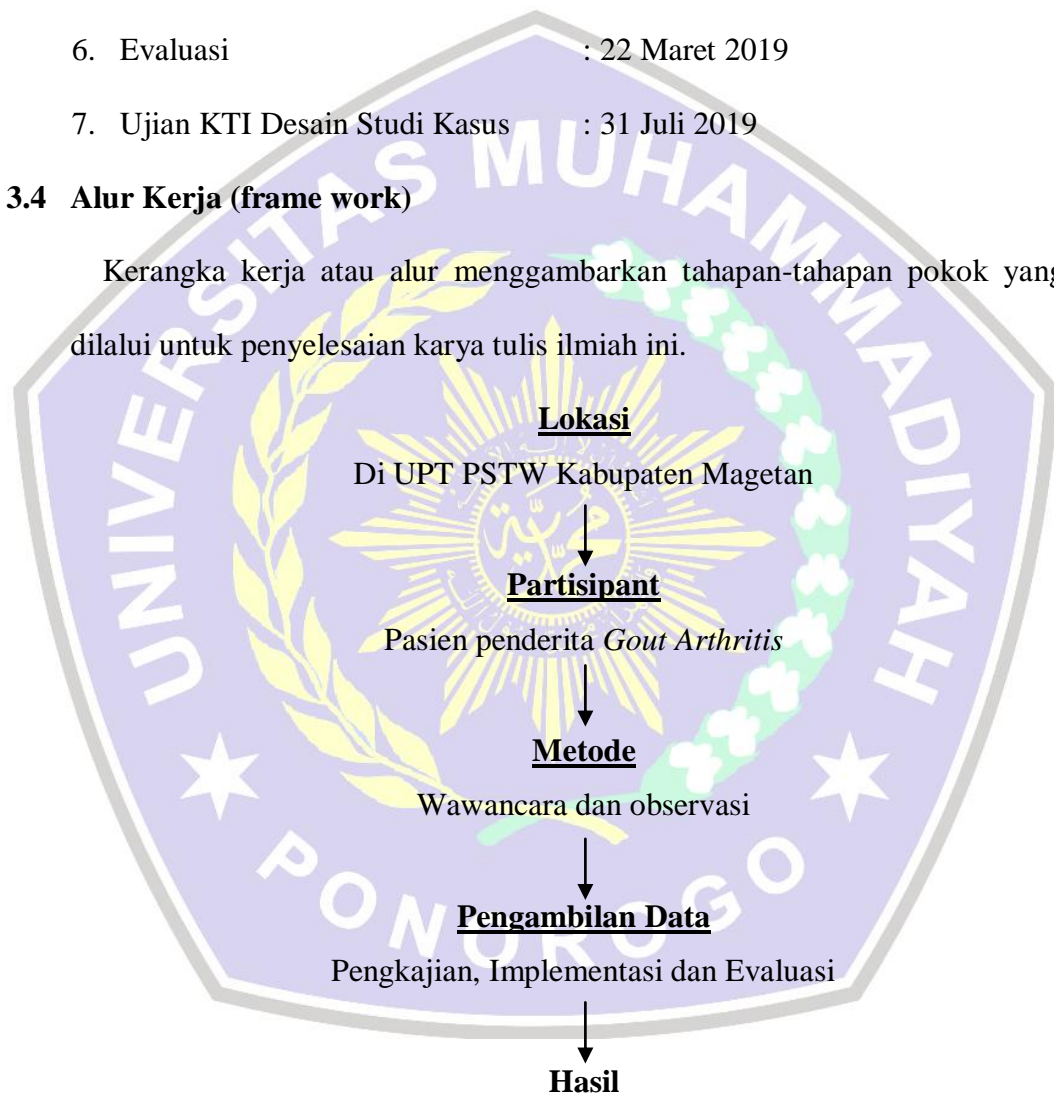 6. Evaluasi : 22 Maret 2019
7. Ujian KTI Desain Studi Kasus : 31 Juli 2019
3.4 Alur Kerja (frame work)
Kerangka kerja atau alur menggambarkan tahapan-tahapan pokok yang
dilalui untuk penyelesaian karya tulis ilmiah ini.
Lokasi
Di UPT PSTW Kabupaten Magetan
Partisipant
Pasien penderita Gout Arthritis
Metode
Wawancara dan observasi
Pengambilan Data
Pengkajian, Implementasi dan Evaluasi
Hasil
UNIVERSITAS MUHAMMADIYAH
PONOROGO